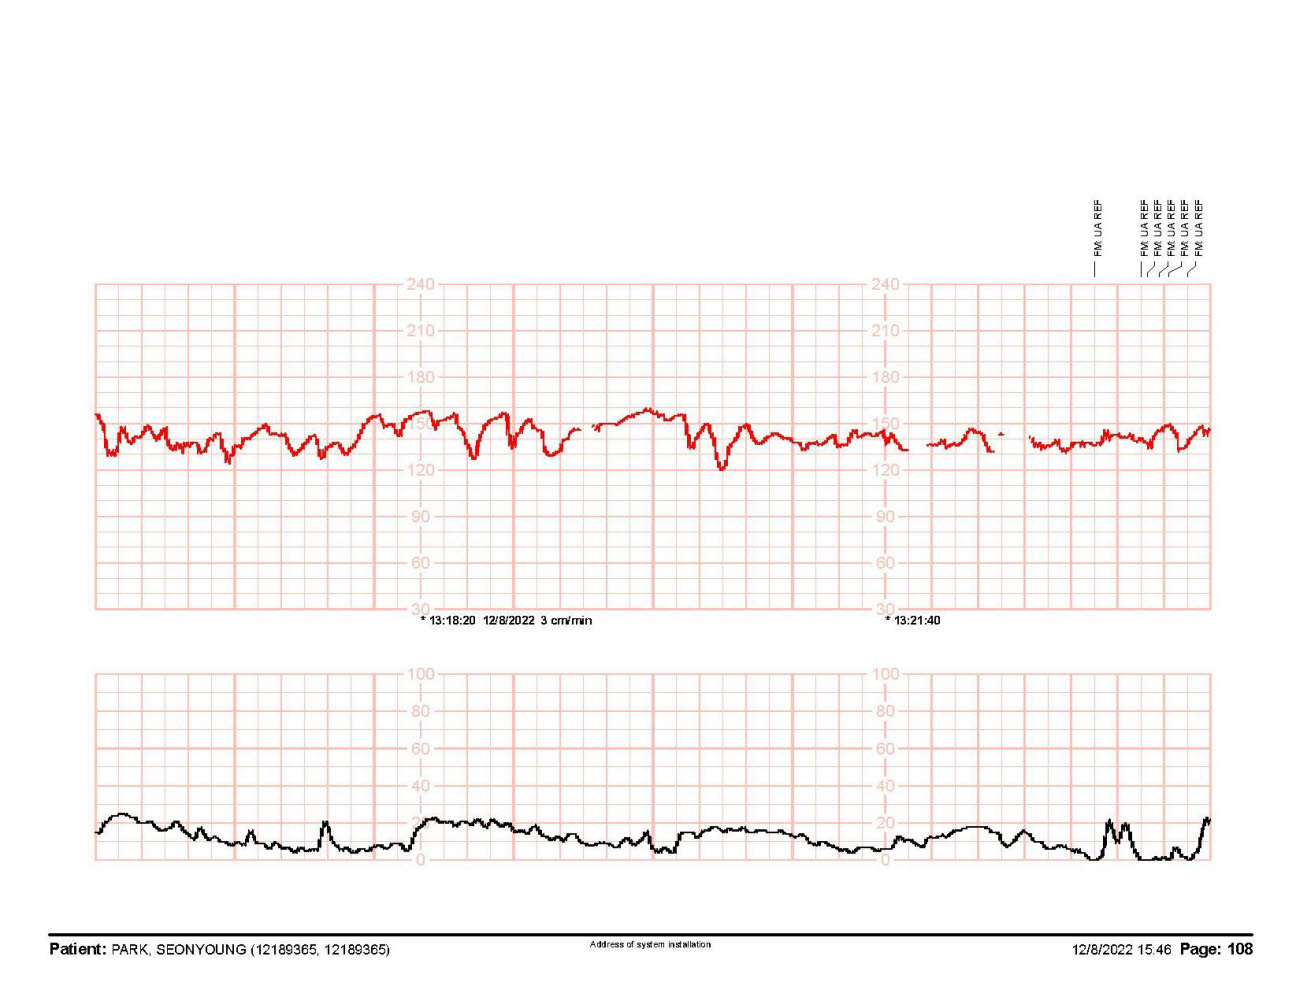 FM: UA REF
FM: UA REF
FM: UA REF
FM: UA REF
FM: UA REF
FM: UA REF
240 240
210 210
180 180
150 150
120 120
90 90
60 60
30 30
* 13:18:20 12/8/2022 3 cm/min * 13:21:40
100 100
80 80
60 60
40 40
20 20
0 0
Patient: PARK, SEONYOUNG (12189365, 12189365) Address of system installation 12/8/2022 15:46 Page: 108